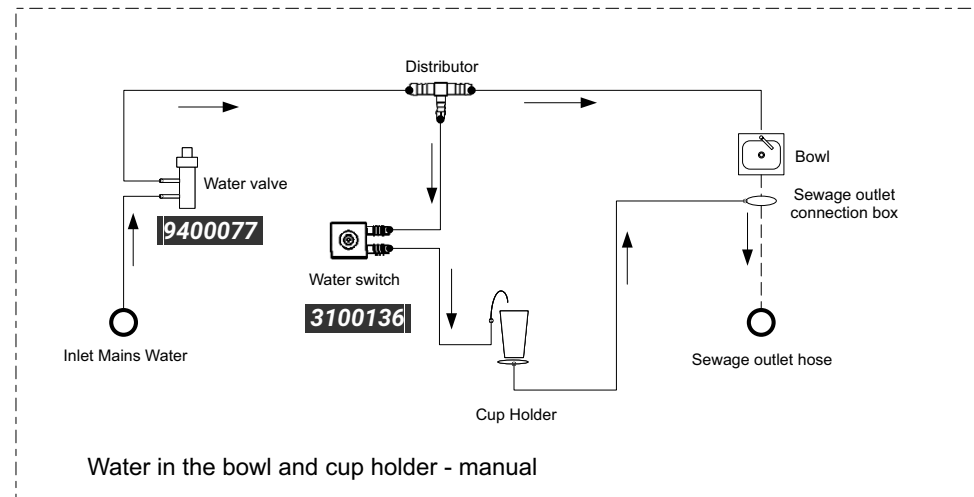 Distributor
Bowl
Water valve
Sewage outlet
connection box
9400077
Water switch
3100136
Inlet Mains Water
Sewage outlet hose
Cup Holder
Water in the bowl and cup holder - manual